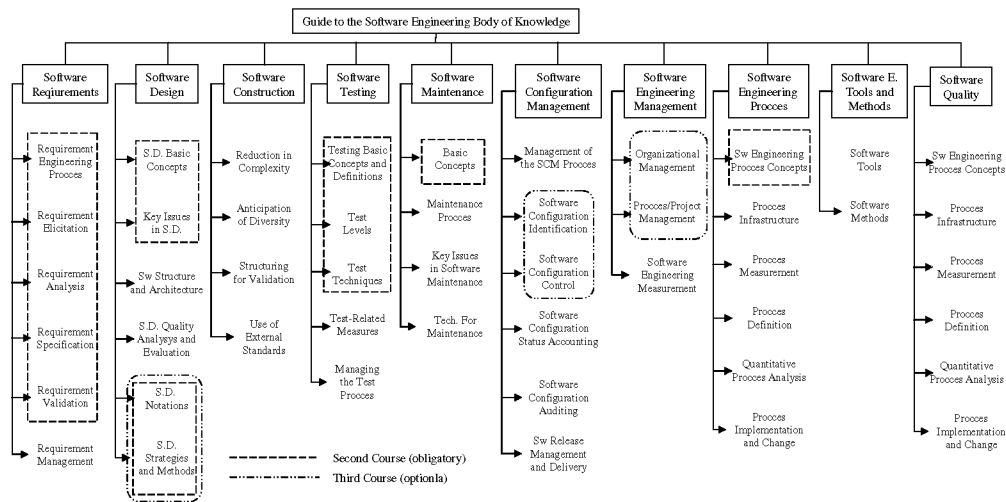 Guide to the Software Engineering Body of Knowledge
Software
Reqiurements
Requirement
Engineering
Procces
Requirement
Elicitation
Requirement
Analysis
Requirement
Specification
Requirement
Validation
Requirement
Management
Software
Design
S.D. Basic
Concepts
Key Issues
in S.D.
Sw Structure
and Architecture
S.D. Quality
Analysys and
Evaluation
S.D.
Notations
S.D.
Strategies
and Methods
Software
Construction
Reduction in
Complexity
Anticipation
of Diversity
Structuring
for Validation
Use of
External
Standards
Software
Testing
Testing Basic
Concepts and
Definitions
Test
Levels
Test
Techniques
Test-Related
Measures
Managing
the Test
Procces
Software
Maintenance
Basic
Concepts
Maintenance
Procces
Key Issues
in Software
Maintenance
Tech. For
Maintenance
Software
Configuration
Management
Management of
the SCM Procces
Software
Configuration
Identification
Software
Configuration
Control
Software
Configuration
Status Accounting
Software
Configuration
Auditing
Sw Release
Management
and Delivery
Software
Engineering
Management
Organizational
Management
Procces/Project
Management
Software
Engineering
Measurement
Software
Engineering
Procces
Sw Engineering
Procces Concepts
Procces
Infrastructure
Procces
Measurement
Procces
Definition
Quantitative
Procces Analysis
Procces
Implementation
and Change
Software E.
Tools and
Methods
Software
Tools
Software
Methods
Software
Quality
Sw Engineering
Procces Concepts
Procces
Infrastructure
Procces
Measurement
Procces
Definition
Quantitative
Procces Analysis
Procces
Implementation
and Change
Second Course (obligatory)
Third Course (optionla)